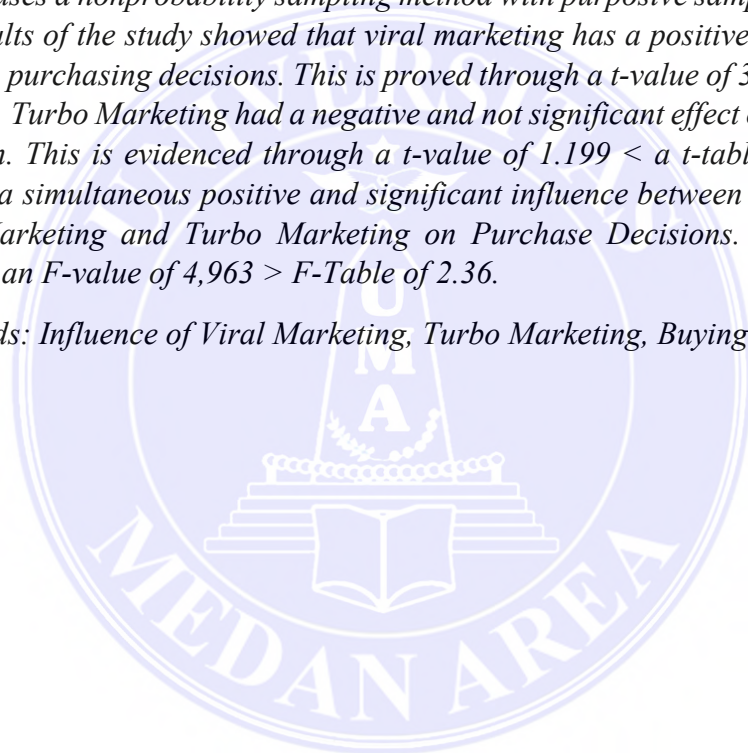 uses a nonprobability sampling method with purposive samp
ults of the study showed that viral marketing has a positive
purchasing decisions. This is proved through a t-value of 3
. Turbo Marketing had a negative and not significant effect
n. This is evidenced through a t-value of 1.199 < a t-table
a simultaneous positive and significant influence between
arketing and Turbo Marketing on Purchase Decisions.
an F-value of 4,963 > F-Table of 2.36.
ds: Influence of Viral Marketing, Turbo Marketing, Buying
UNIVERSITAS
UMA
MEDAN AREA